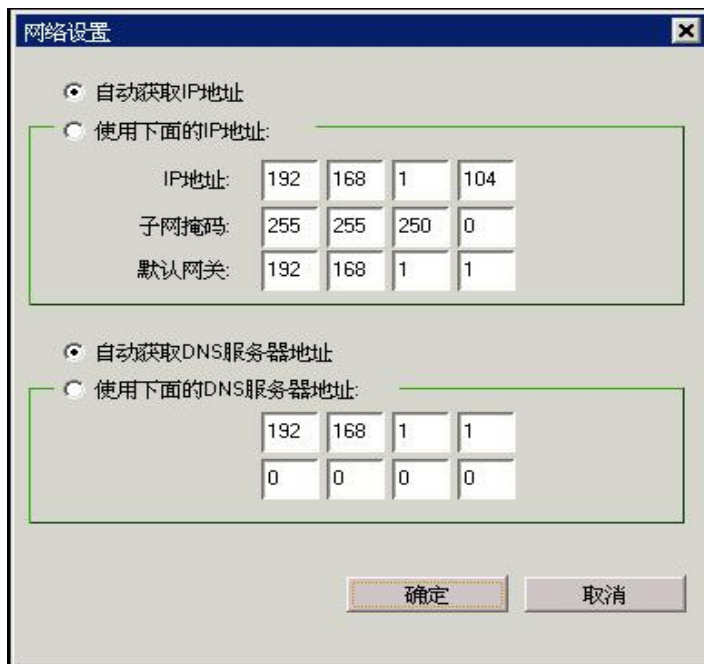 网络设置
自动获取IP地址
使用下面的IP地址:
IP地址: 192 168 1 104
子网掩码: 255 255 250 0
默认网关: 192 168 1 1
自动获取DNS服务器地址
使用下面的DNS服务器地址:
192 168 1 1
0 0 0 0
确定 取消